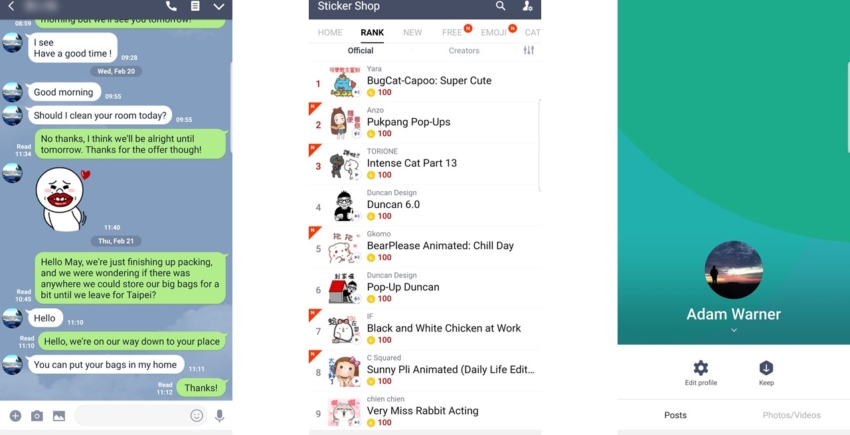 08:59
morning but we'll see you tomorrow!
I see
Have a good time !
09:28
Wed, Feb 20
Good morning
09:55
Should I clean your room today?
09:55
No thanks, I think we'll be alright until
tomorrow. Thanks for the offer though!
Read
11:34
11:40
Thu, Feb 21
Hello May, we're just finishing up packing,
and we were wondering if there was
anywhere we could store our big bags for a
bit until we leave for Taipei?
Read
10:45
Hello
11:10
Read
11:10
Hello, we're on our way down to your place
You can put your bags in my home
11:11
Read
11:12
Thanks!
Sticker Shop
HOME
RANK
NEW
FREE
N
EMOJI
N
CAT
Official
Creators
1
Yara
BugCat-Capoo: Super Cute
100
N
2
Anzo
Pukpang Pop-Ups
100
N
3
TORIONE
Intense Cat Part 13
100
4
Duncan Design
Duncan 6.0
100
N
5
Gkomo
BearPlease Animated: Chill Day
100
N
6
Duncan Design
Pop-Up Duncan
100
N
7
IF
Black and White Chicken at Work
100
N
8
C Squared
Sunny Pli Animated (Daily Life Edit...
100
9
chien chien
Very Miss Rabbit Acting
100
Adam Warner
Edit profile
Keep
Posts
Photos/Videos